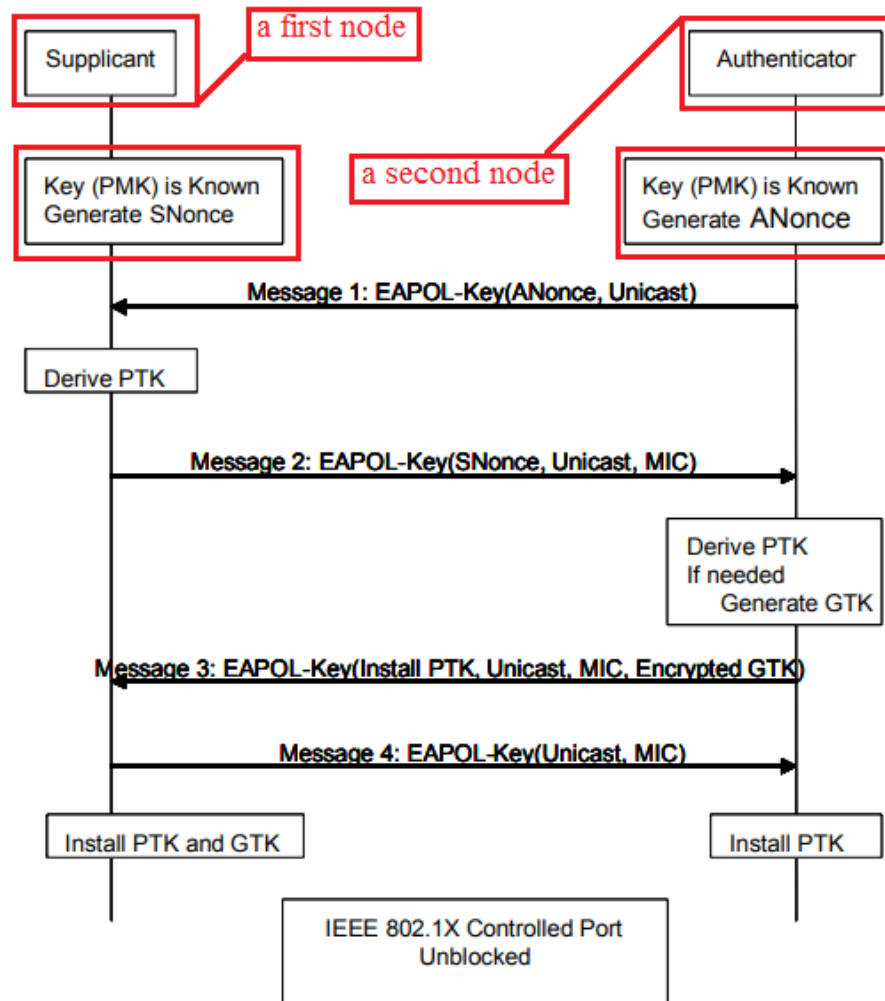 a first node
Supplicant
Authenticator
a second node
Key (PMK) is Known
Generate SNonce
Key (PMK) is Known
Generate ANonce
Message 1: EAPOL-Key(ANonce, Unicast)
Derive PTK
Message 2: EAPOL-Key(SNonce, Unicast, MIC)
Derive PTK
If needed
Generate GTK
Message 3: EAPOL-Key(Install PTK, Unicast, MIC, Encrypted GTK)
Message 4: EAPOL-Key(Unicast, MIC)
Install PTK and GTK
Install PTK
IEEE 802.1X Controlled Port
Unblocked